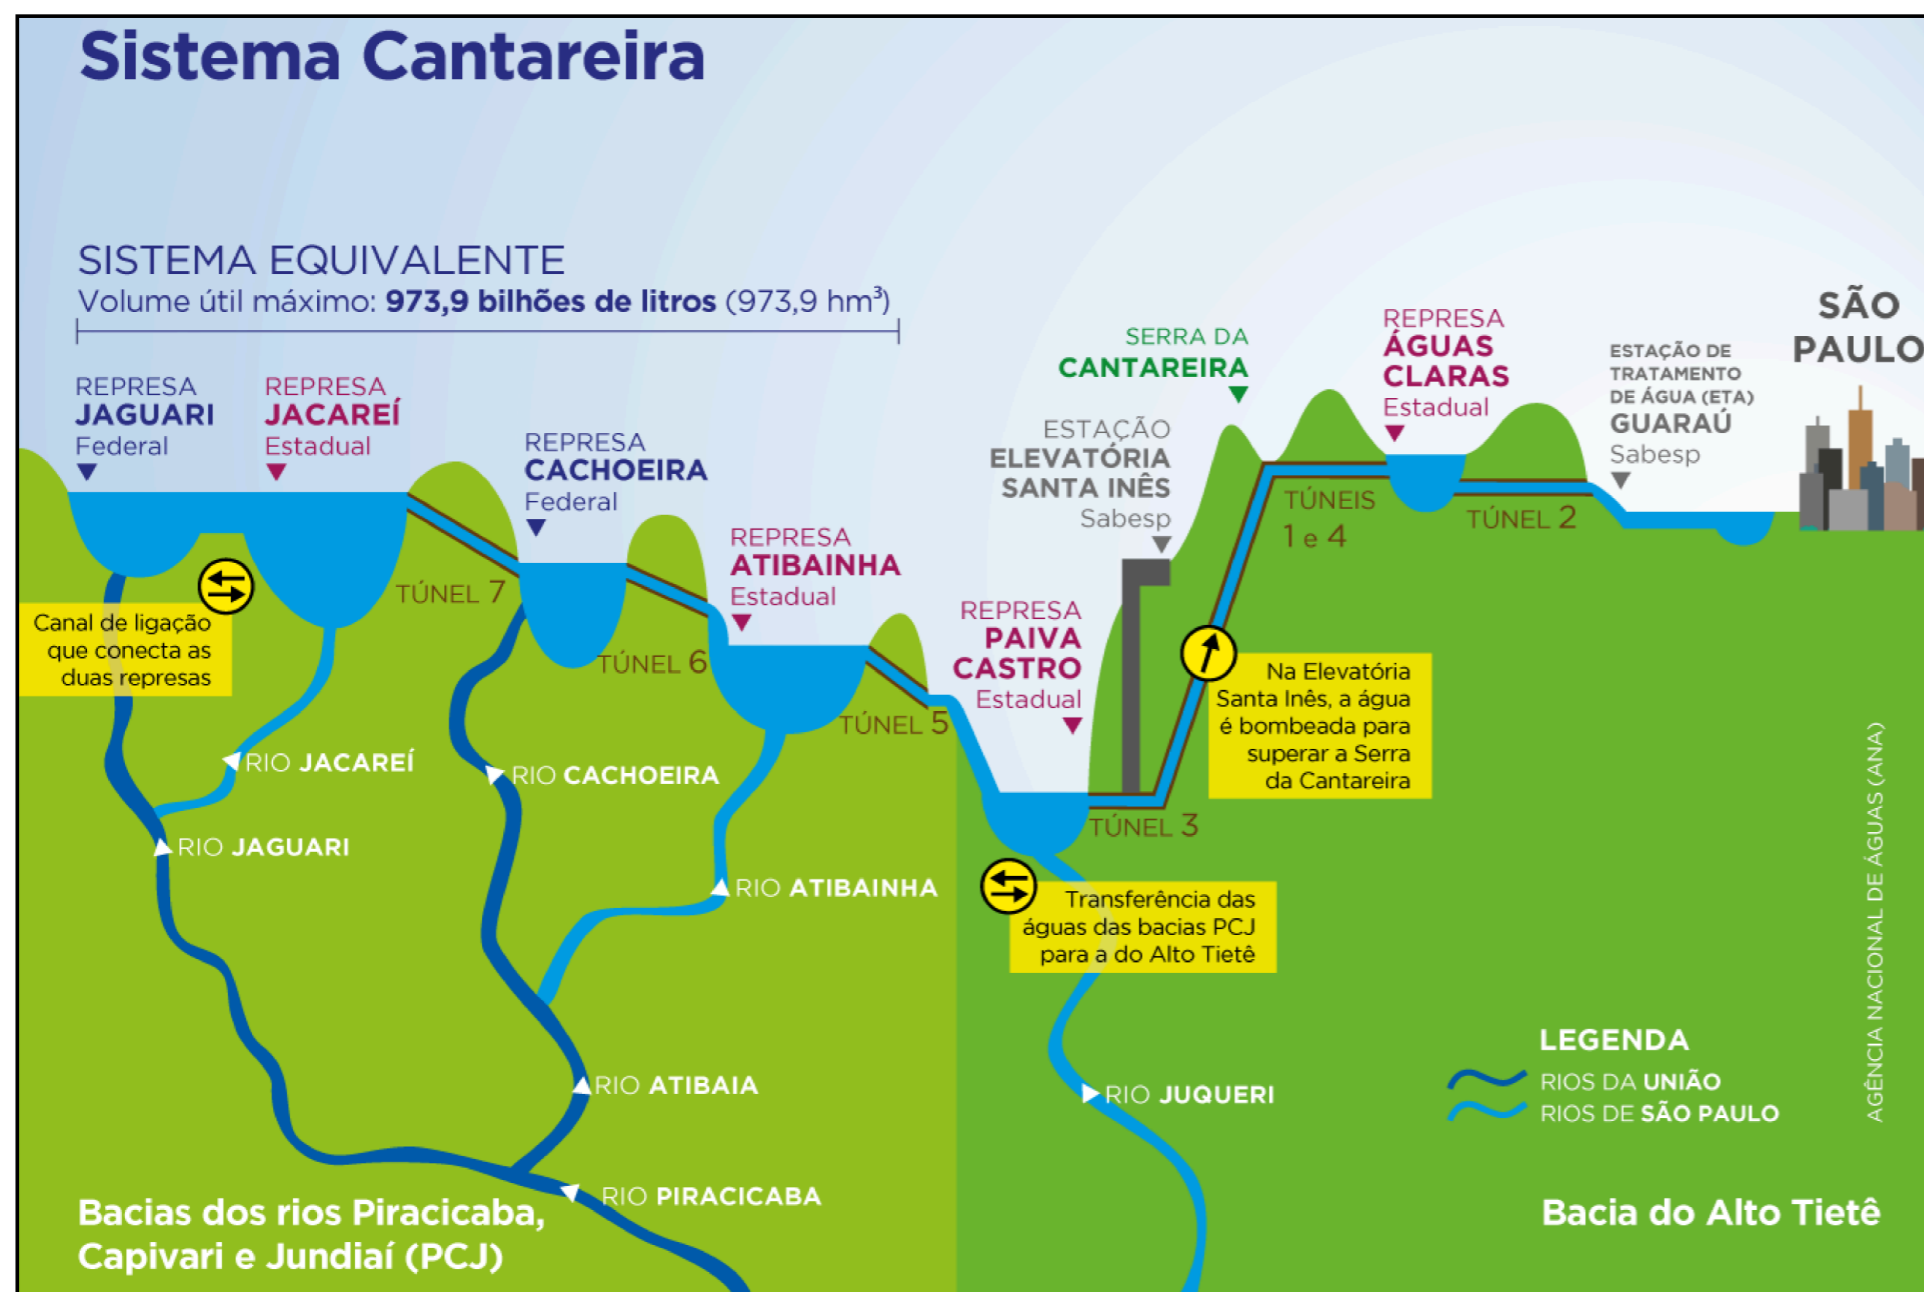 Sistema Cantareira
SISTEMA EQUIVALENTE
Volume útil máximo: 973,9 bilhões de litros (973,9 hm³)
REPRESA
JAGUARI
Federal
REPRESA
JACAREÍ
Estadual
REPRESA
CACHOEIRA
Federal
REPRESA
ATIBAINHA
Estadual
REPRESA
PAIVA
CASTRO
Estadual
ESTAÇÃO
ELEVATÓRIA
SANTA INÊS
Sabesp
SERRA DA
CANTAREIRA
REPRESA
ÁGUAS
CLARAS
Estadual
ESTAÇÃO DE
TRATAMENTO
DE ÁGUA (ETA)
GUARAÚ
Sabesp
SÃO
PAULO
TÚNEL 7
TÚNEL 6
TÚNEL 5
TÚNEL 3
TÚNEIS
1 e 4
TÚNEL 2
Canal de ligação
que conecta as
duas represas
Na Elevatória
Santa Inês, a água
é bombeada para
superar a Serra
da Cantareira
Transferência das
águas das bacias PCJ
para a do Alto Tietê
RIO JACAREÍ
RIO JAGUARI
RIO CACHOEIRA
RIO ATIBAINHA
RIO ATIBAIA
RIO PIRACICABA
RIO JUQUERI
LEGENDA
RIOS DA UNIÃO
RIOS DE SÃO PAULO
Bacias dos rios Piracicaba,
Capivari e Jundiaí (PCJ)
Bacia do Alto Tietê
AGÊNCIA NACIONAL DE ÁGUAS (ANA)